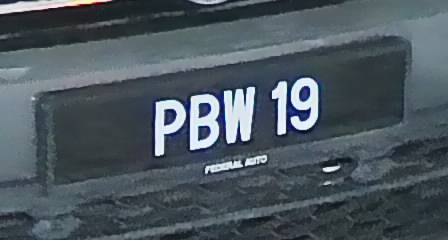 PBW 19
FEDERAL AUTO